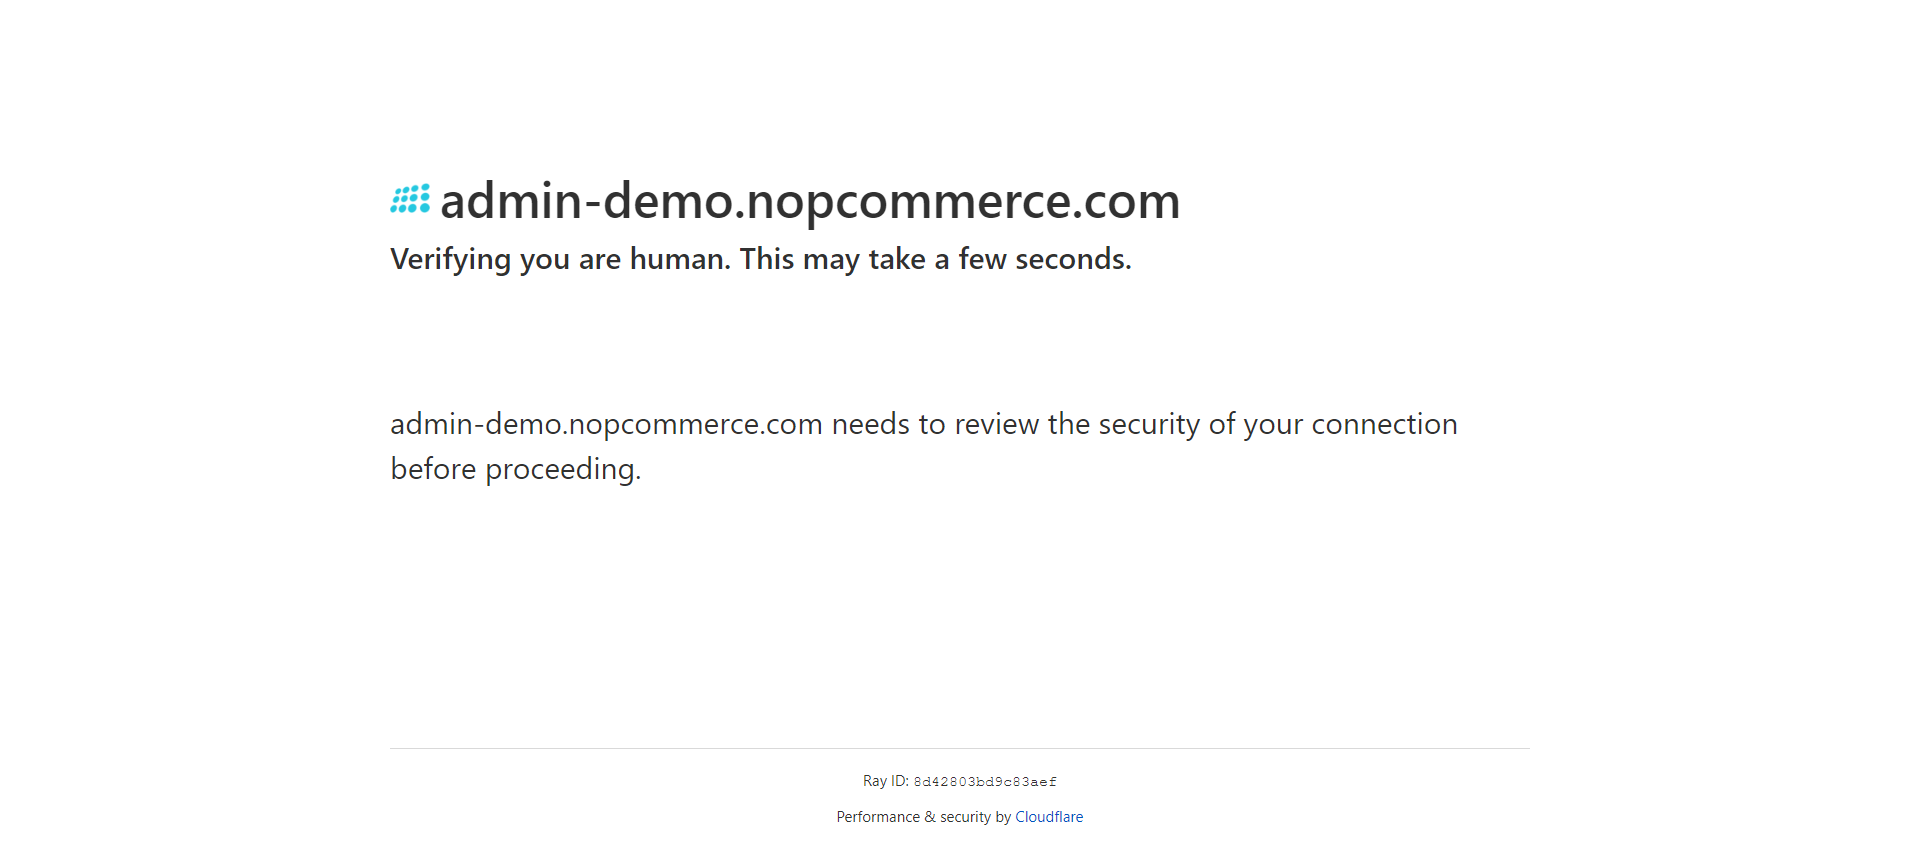 admin-demo.nopcommerce.com
Verifying you are human. This may take a few seconds.
admin-demo.nopcommerce.com needs to review the security of your connection
before proceeding.
Ray ID: 8d42803bd9c83aef
Performance & security by Cloudflare